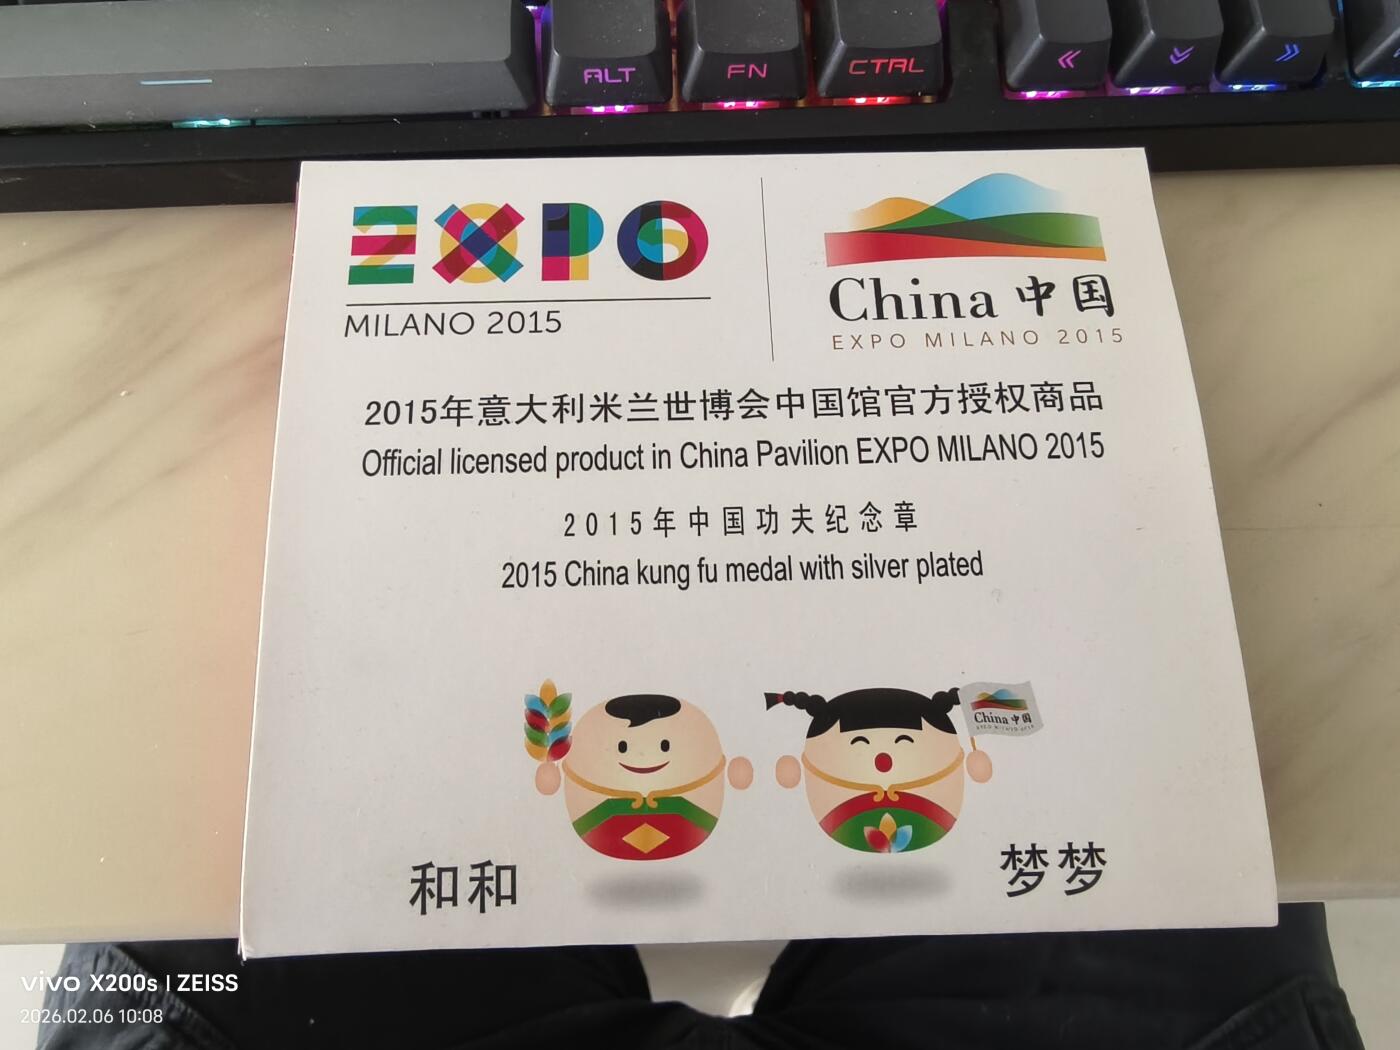 ALT FN CTRL
EXPO
MILANO 2015
China 中国
EXPO MILANO 2015
2015年意大利米兰世博会中国馆官方授权商品
Official licensed product in China Pavilion EXPO MILANO 2015
2015年中国功夫纪念章
2015 China kung fu medal with silver plated
China 中国
EXPO MILANO 2015
和和
梦梦
vivo X200s | ZEISS
2026.02.06 10:08